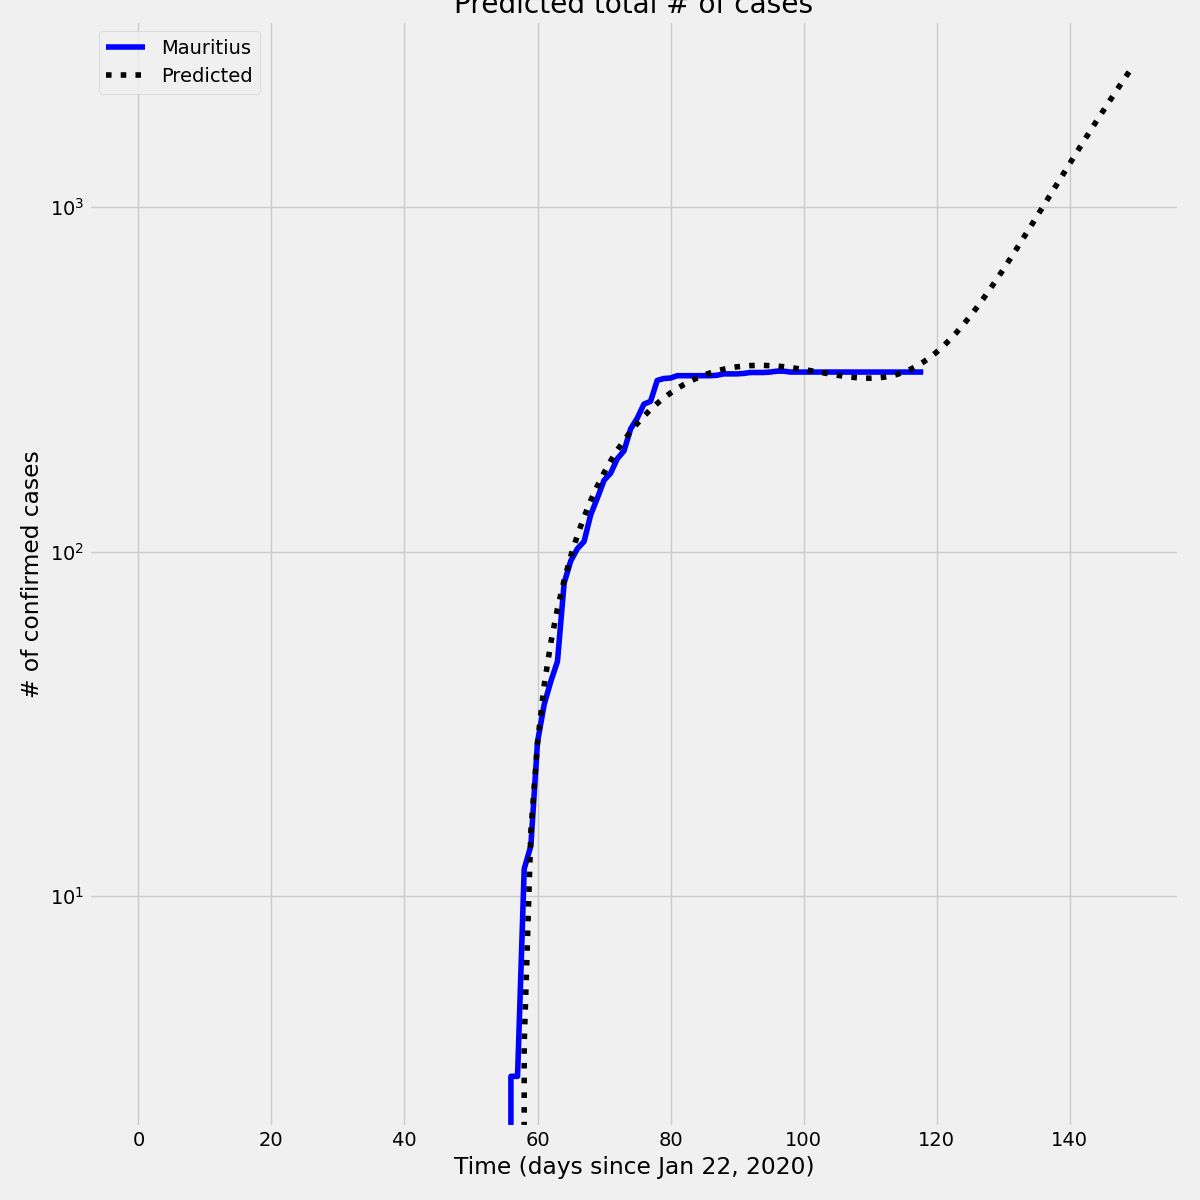 Predicted total # of cases
Mauritius
Predicted
10³
10²
10¹
# of confirmed cases
0 20 40 60 80 100 120 140
Time (days since Jan 22, 2020)